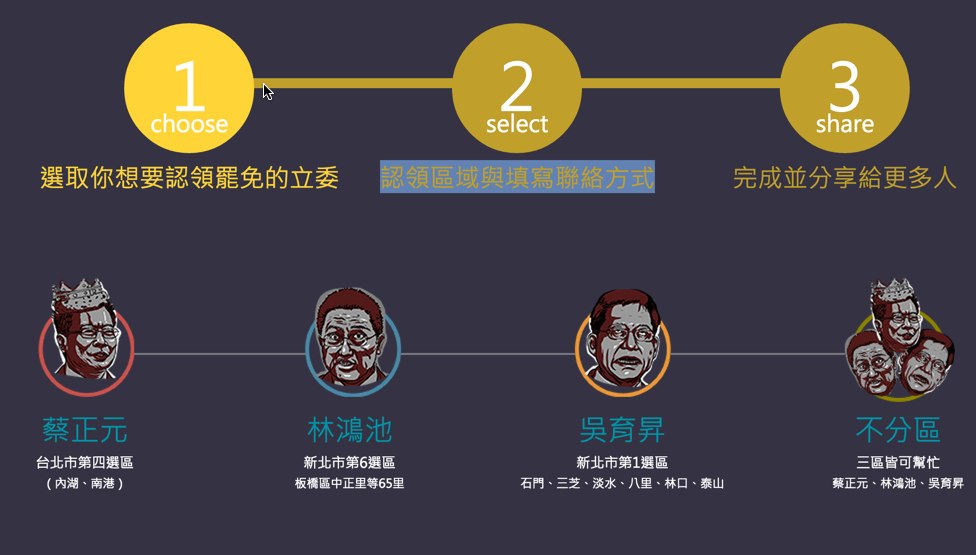 1
choose
2
select
3
share
選取你想要認領罷免的立委
認領區域與填寫聯絡方式
完成並分享給更多人
蔡正元
台北市第四選區
(內湖、南港)
林鴻池
新北市第6選區
板橋區中正里等65里
吳育昇
新北市第1選區
石門、三芝、淡水、八里、林口、泰山
不分區
三區皆可幫忙
蔡正元、林鴻池、吳育昇